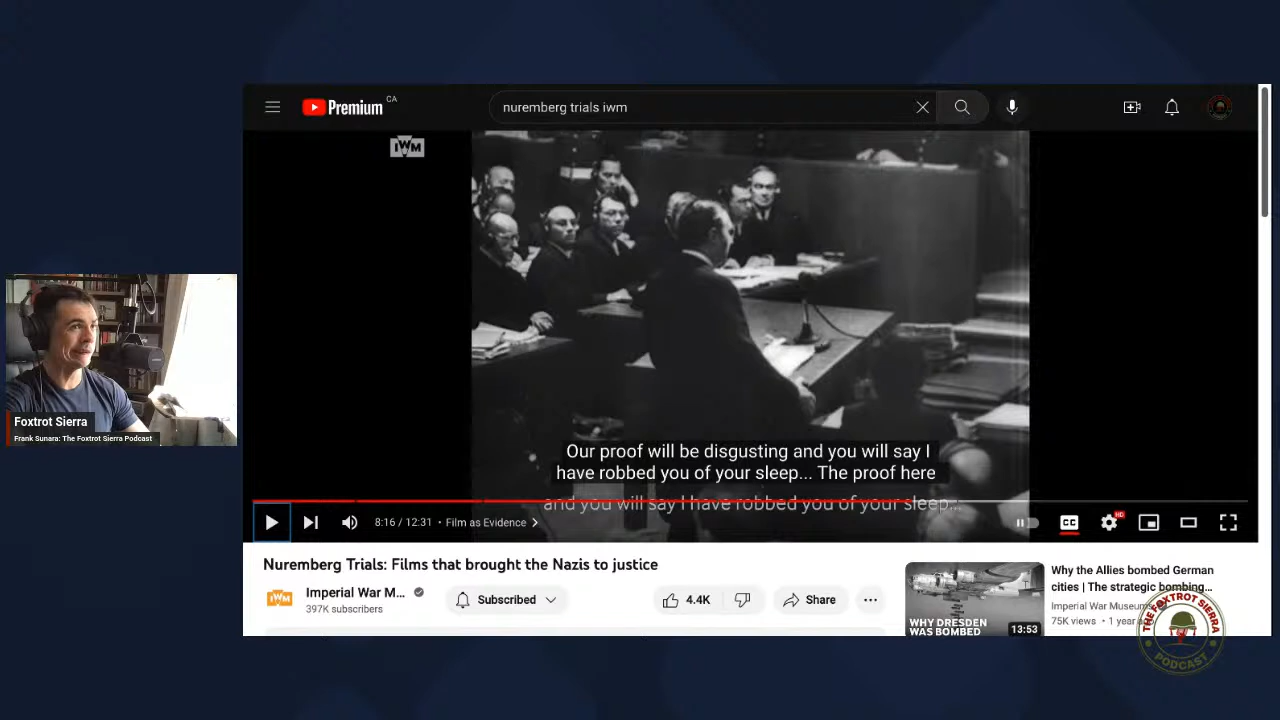 Premium CA
nuremberg trials iwm
IWM
Our proof will be disgusting and you will say I
have robbed you of your sleep... The proof here
and you will say I have robbed you of your sleep...
8:16 / 12:31 • Film as Evidence
CC
HD
Nuremberg Trials: Films that brought the Nazis to justice
IWM
Imperial War M...
397K subscribers
Subscribed
4.4K
Share
WHY DRESDEN
WAS BOMBED
13:53
Why the Allies bombed German
cities | The strategic bombing...
Imperial War Museums
75K views • 1 year
Foxtrot Sierra
Frank Sunara: The Foxtrot Sierra Podcast
THE FOXTROT SIERRA
PODCAST